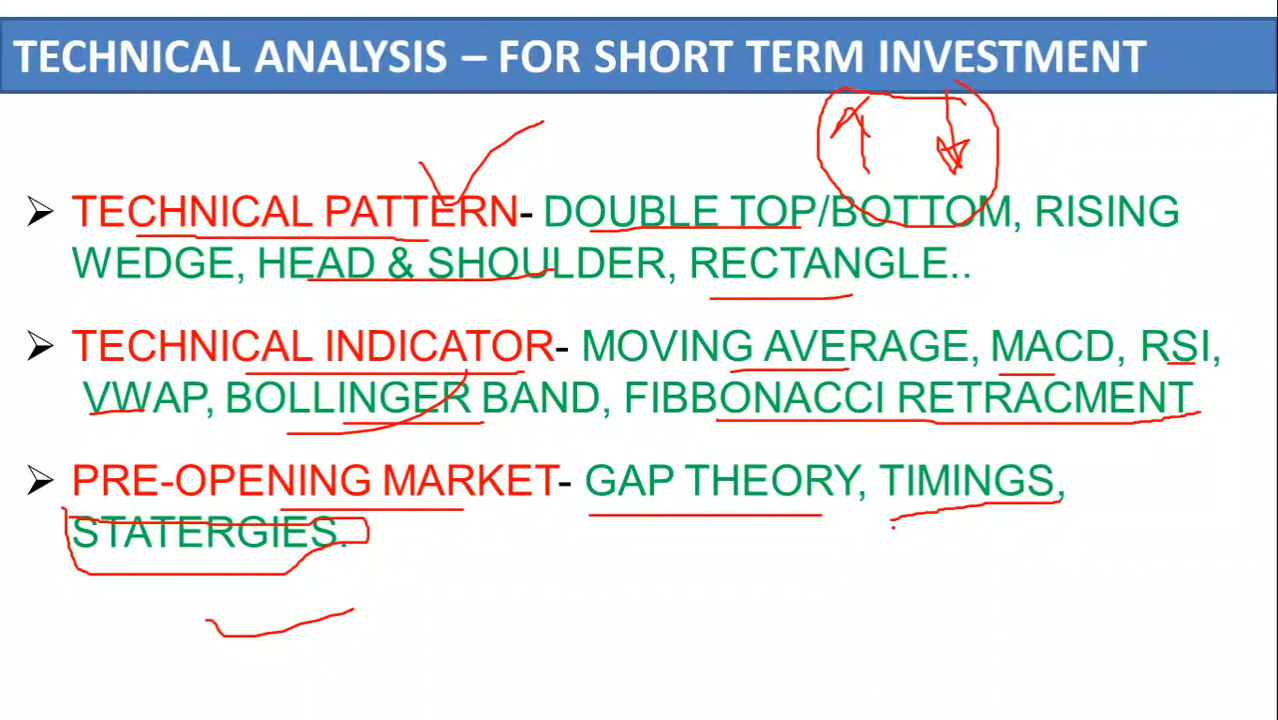 TECHNICAL ANALYSIS – FOR SHORT TERM INVESTMENT
➢ TECHNICAL PATTERN- DOUBLE TOP/BOTTOM, RISING
WEDGE, HEAD & SHOULDER, RECTANGLE..
➢ TECHNICAL INDICATOR- MOVING AVERAGE, MACD, RSI,
VWAP, BOLLINGER BAND, FIBBONACCI RETRACMENT
➢ PRE-OPENING MARKET- GAP THEORY, TIMINGS,
STATERGIES.